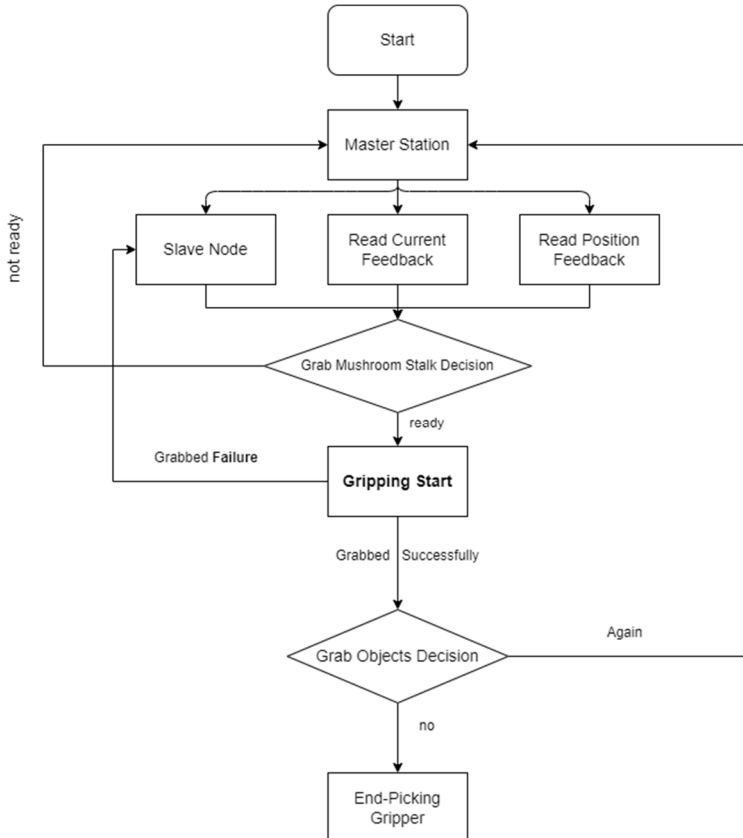 Start
Master Station
not ready
Slave Node
Read Current
Feedback
Read Position
Feedback
Grab Mushroom Stalk Decision
ready
Grabbed Failure
Gripping Start
Grabbed Successfully
Again
Grab Objects Decision
no
End-Picking
Gripper